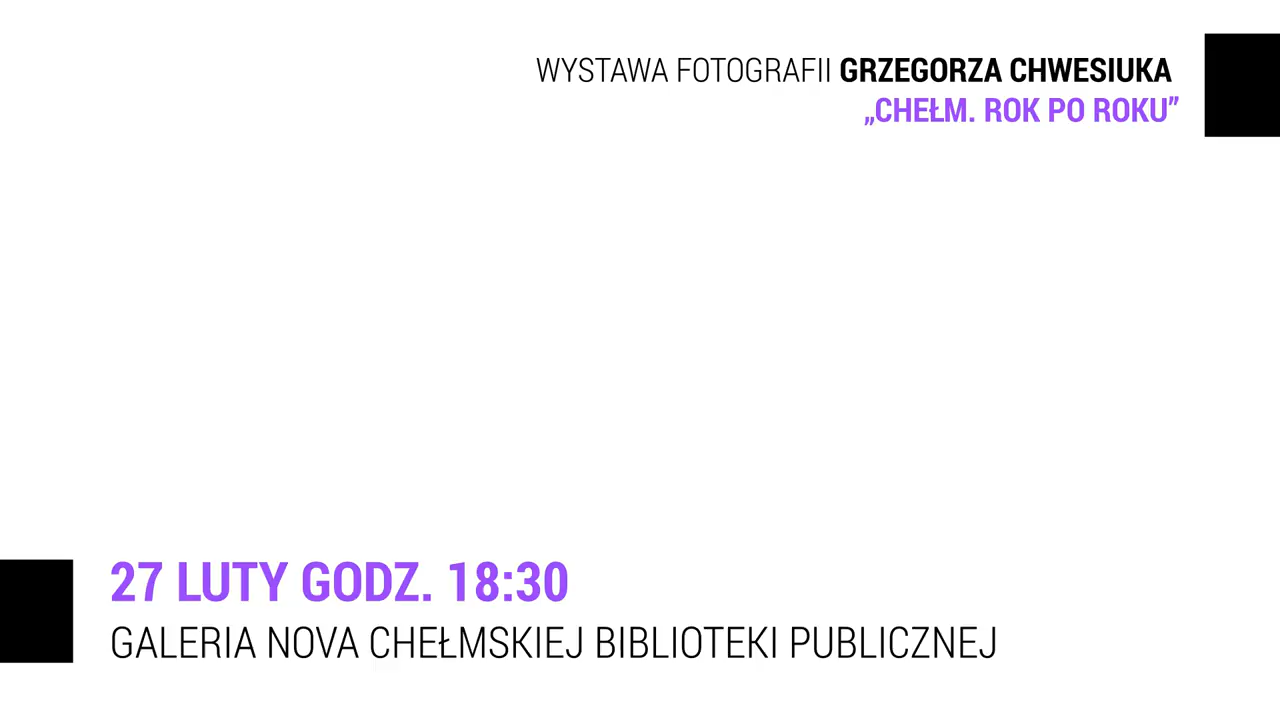 WYSTAWA FOTOGRAFII GRZEGORZA CHWESIUKA
„CHEŁM. ROK PO ROKU”
27 LUTY GODZ. 18:30
GALERIA NOVA CHEŁMSKIEJ BIBLIOTEKI PUBLICZNEJ